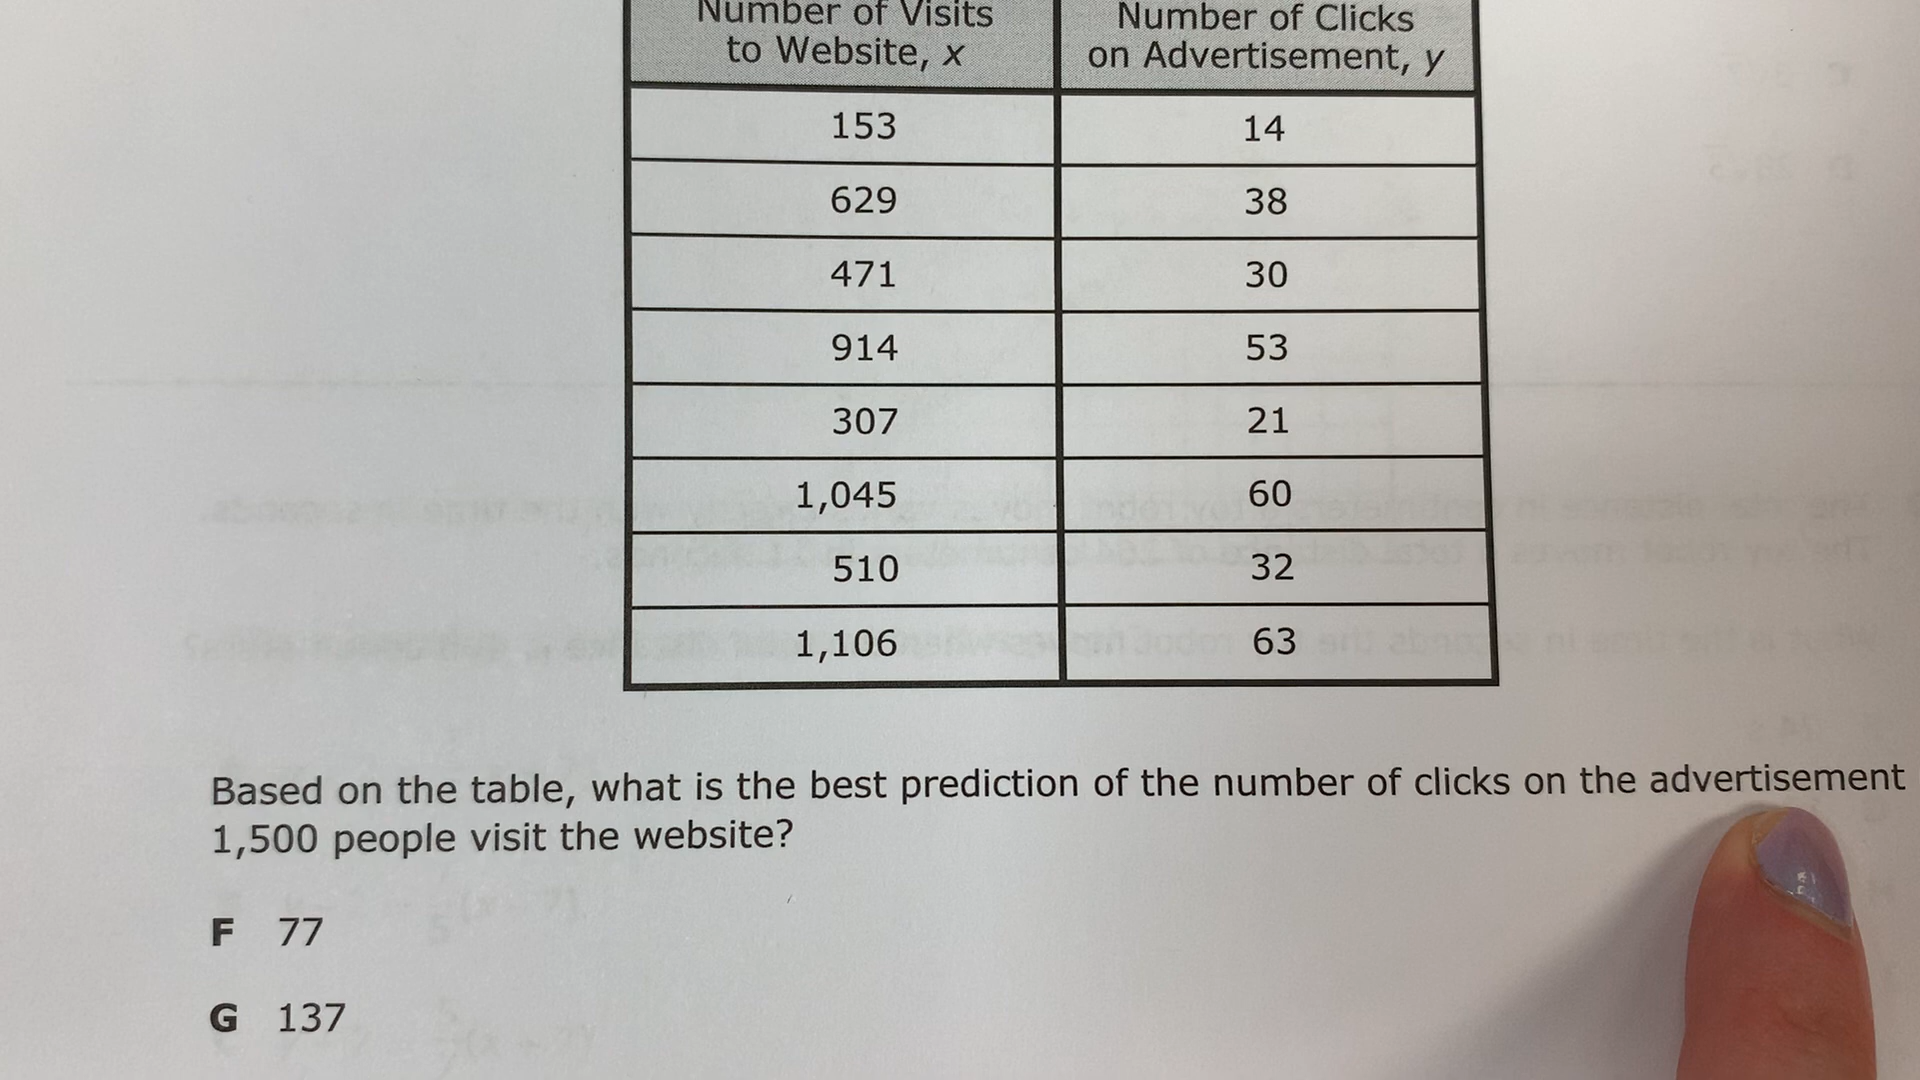 Number of Visits
to Website, x
Number of Clicks
on Advertisement, y
153 14
629 38
471 30
914 53
307 21
1,045 60
510 32
1,106 63
Based on the table, what is the best prediction of the number of clicks on the advertisement
1,500 people visit the website?
F 77
G 137